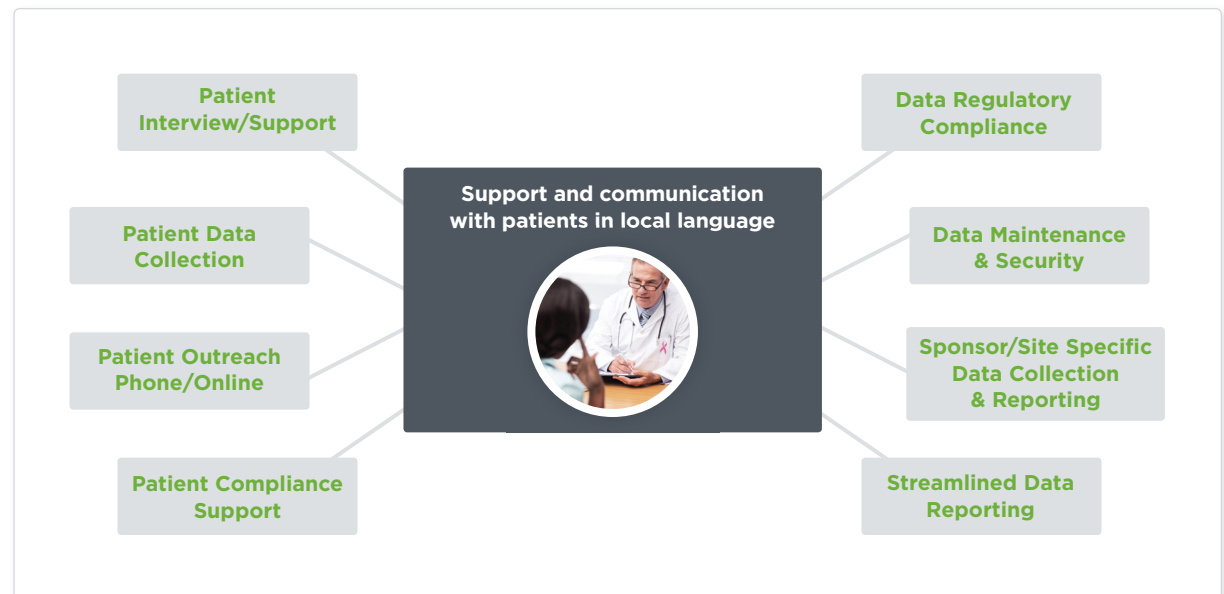 Patient
Interview/Support
Patient Data
Collection
Patient Outreach
Phone/Online
Patient Compliance
Support
Support and communication
with patients in local language
Data Regulatory
Compliance
Data Maintenance
& Security
Sponsor/Site Specific
Data Collection
& Reporting
Streamlined Data
Reporting